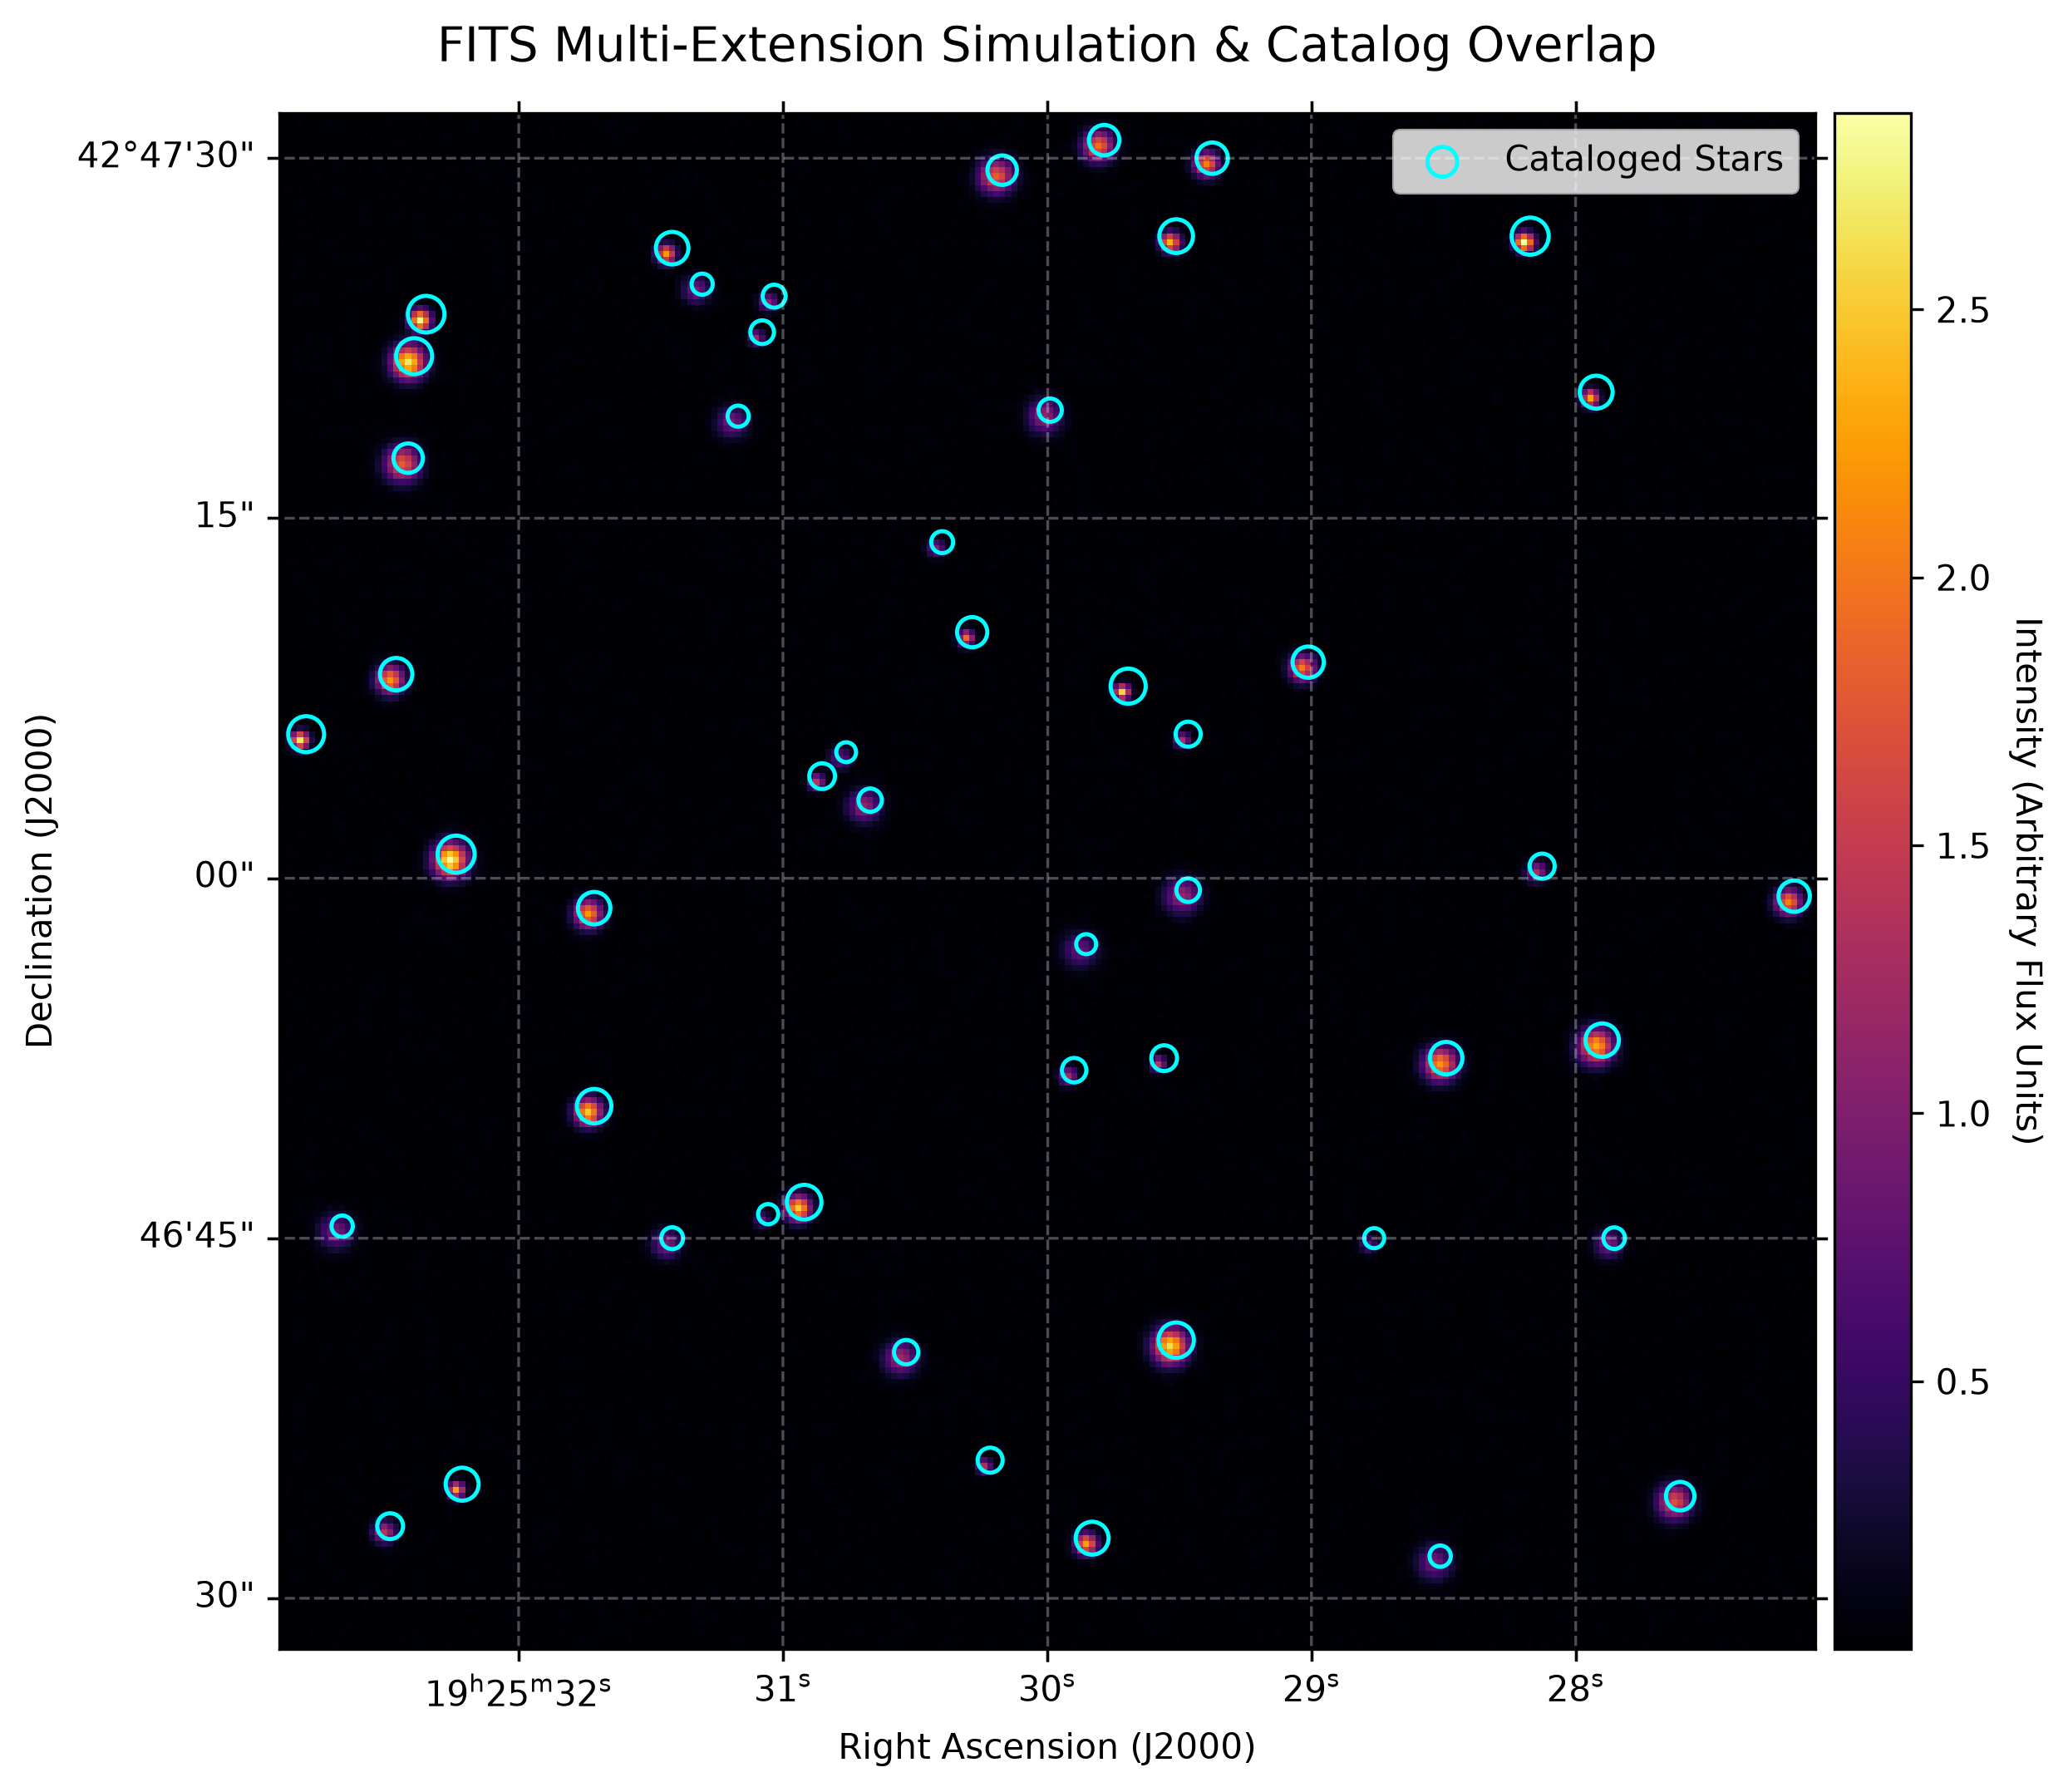 FITS Multi-Extension Simulation & Catalog Overlap
Cataloged Stars
42°47'30"
15"
00"
46'45"
30"
Declination (J2000)
19ʰ25ᵐ32ˢ
31ˢ
30ˢ
29ˢ
28ˢ
Right Ascension (J2000)
2.5
2.0
1.5
1.0
0.5
Intensity (Arbitrary Flux Units)